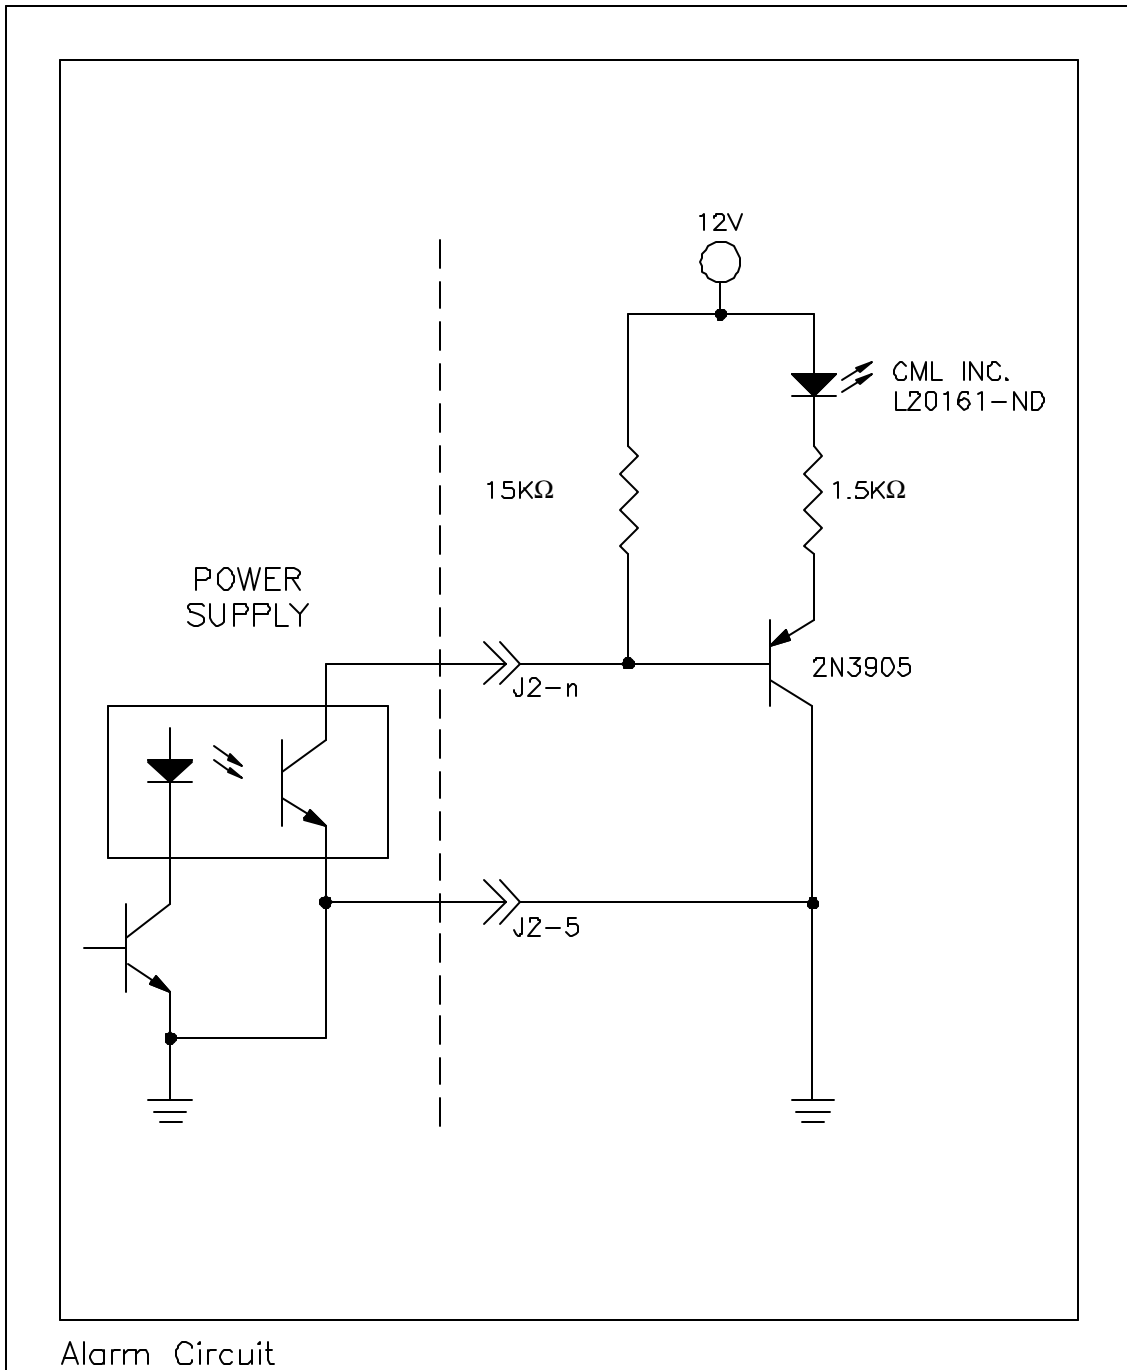 12V
CML INC.
L20161-ND
15KΩ
1.5KΩ
POWER
SUPPLY
2N3905
J2-n
J2-5
Alarm Circuit